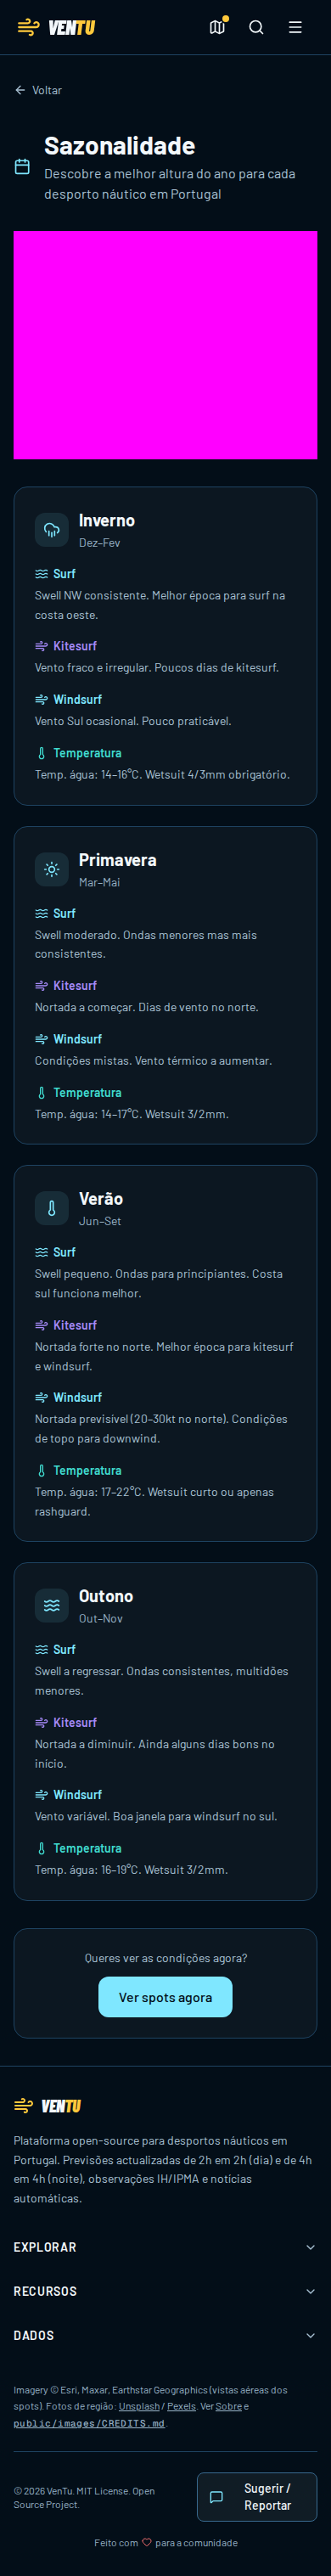 VENTU
Voltar
Sazonalidade
Descobre a melhor altura do ano para cada
desporto náutico em Portugal
Inverno
Dez–Fev
Surf
Swell NW consistente. Melhor época para surf na
costa oeste.
Kitesurf
Vento fraco e irregular. Poucos dias de kitesurf.
Windsurf
Vento Sul ocasional. Pouco praticável.
Temperatura
Temp. água: 14–16°C. Wetsuit 4/3mm obrigatório.
Primavera
Mar–Mai
Surf
Swell moderado. Ondas menores mas mais
consistentes.
Kitesurf
Nortada a começar. Dias de vento no norte.
Windsurf
Condições mistas. Vento térmico a aumentar.
Temperatura
Temp. água: 14–17°C. Wetsuit 3/2mm.
Verão
Jun–Set
Surf
Swell pequeno. Ondas para principiantes. Costa
sul funciona melhor.
Kitesurf
Nortada forte no norte. Melhor época para kitesurf
e windsurf.
Windsurf
Nortada previsível (20–30kt no norte). Condições
de topo para downwind.
Temperatura
Temp. água: 17–22°C. Wetsuit curto ou apenas
rashguard.
Outono
Out–Nov
Surf
Swell a regressar. Ondas consistentes, multidões
menores.
Kitesurf
Nortada a diminuir. Ainda alguns dias bons no
início.
Windsurf
Vento variável. Boa janela para windsurf no sul.
Temperatura
Temp. água: 16–19°C. Wetsuit 3/2mm.
Queres ver as condições agora?
Ver spots agora
VENTU
Plataforma open-source para desportos náuticos em
Portugal. Previsões actualizadas de 2h em 2h (dia) e de 4h
em 4h (noite), observações IH/IPMA e notícias
automáticas.
EXPLORAR
RECURSOS
DADOS
Imagery © Esri, Maxar, Earthstar Geographics (vistas aéreas dos
spots). Fotos de região: Unsplash / Pexels. Ver Sobre e
public/images/CREDITS.md.
© 2026 VenTu. MIT License. Open
Source Project.
Sugerir /
Reportar
Feito com para a comunidade